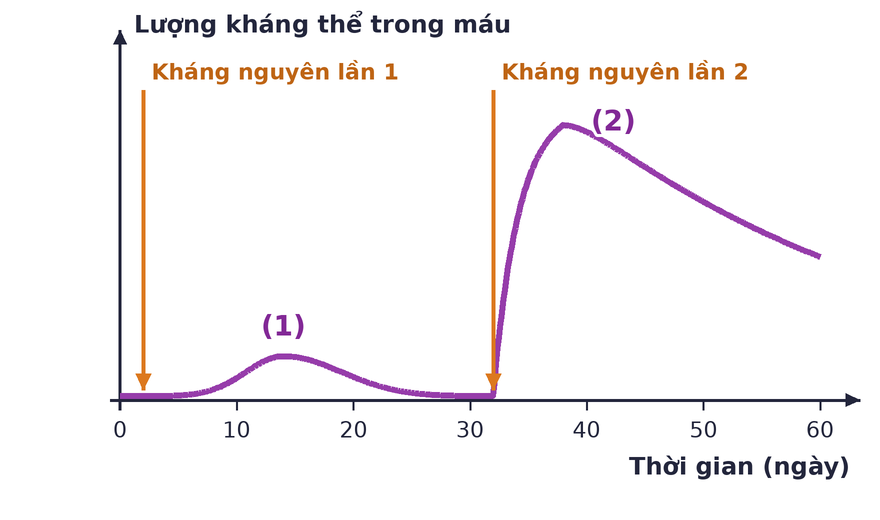 Lượng kháng thể trong máu
Kháng nguyên lần 1
Kháng nguyên lần 2
(2)
(1)
0 10 20 30 40 50 60
Thời gian (ngày)